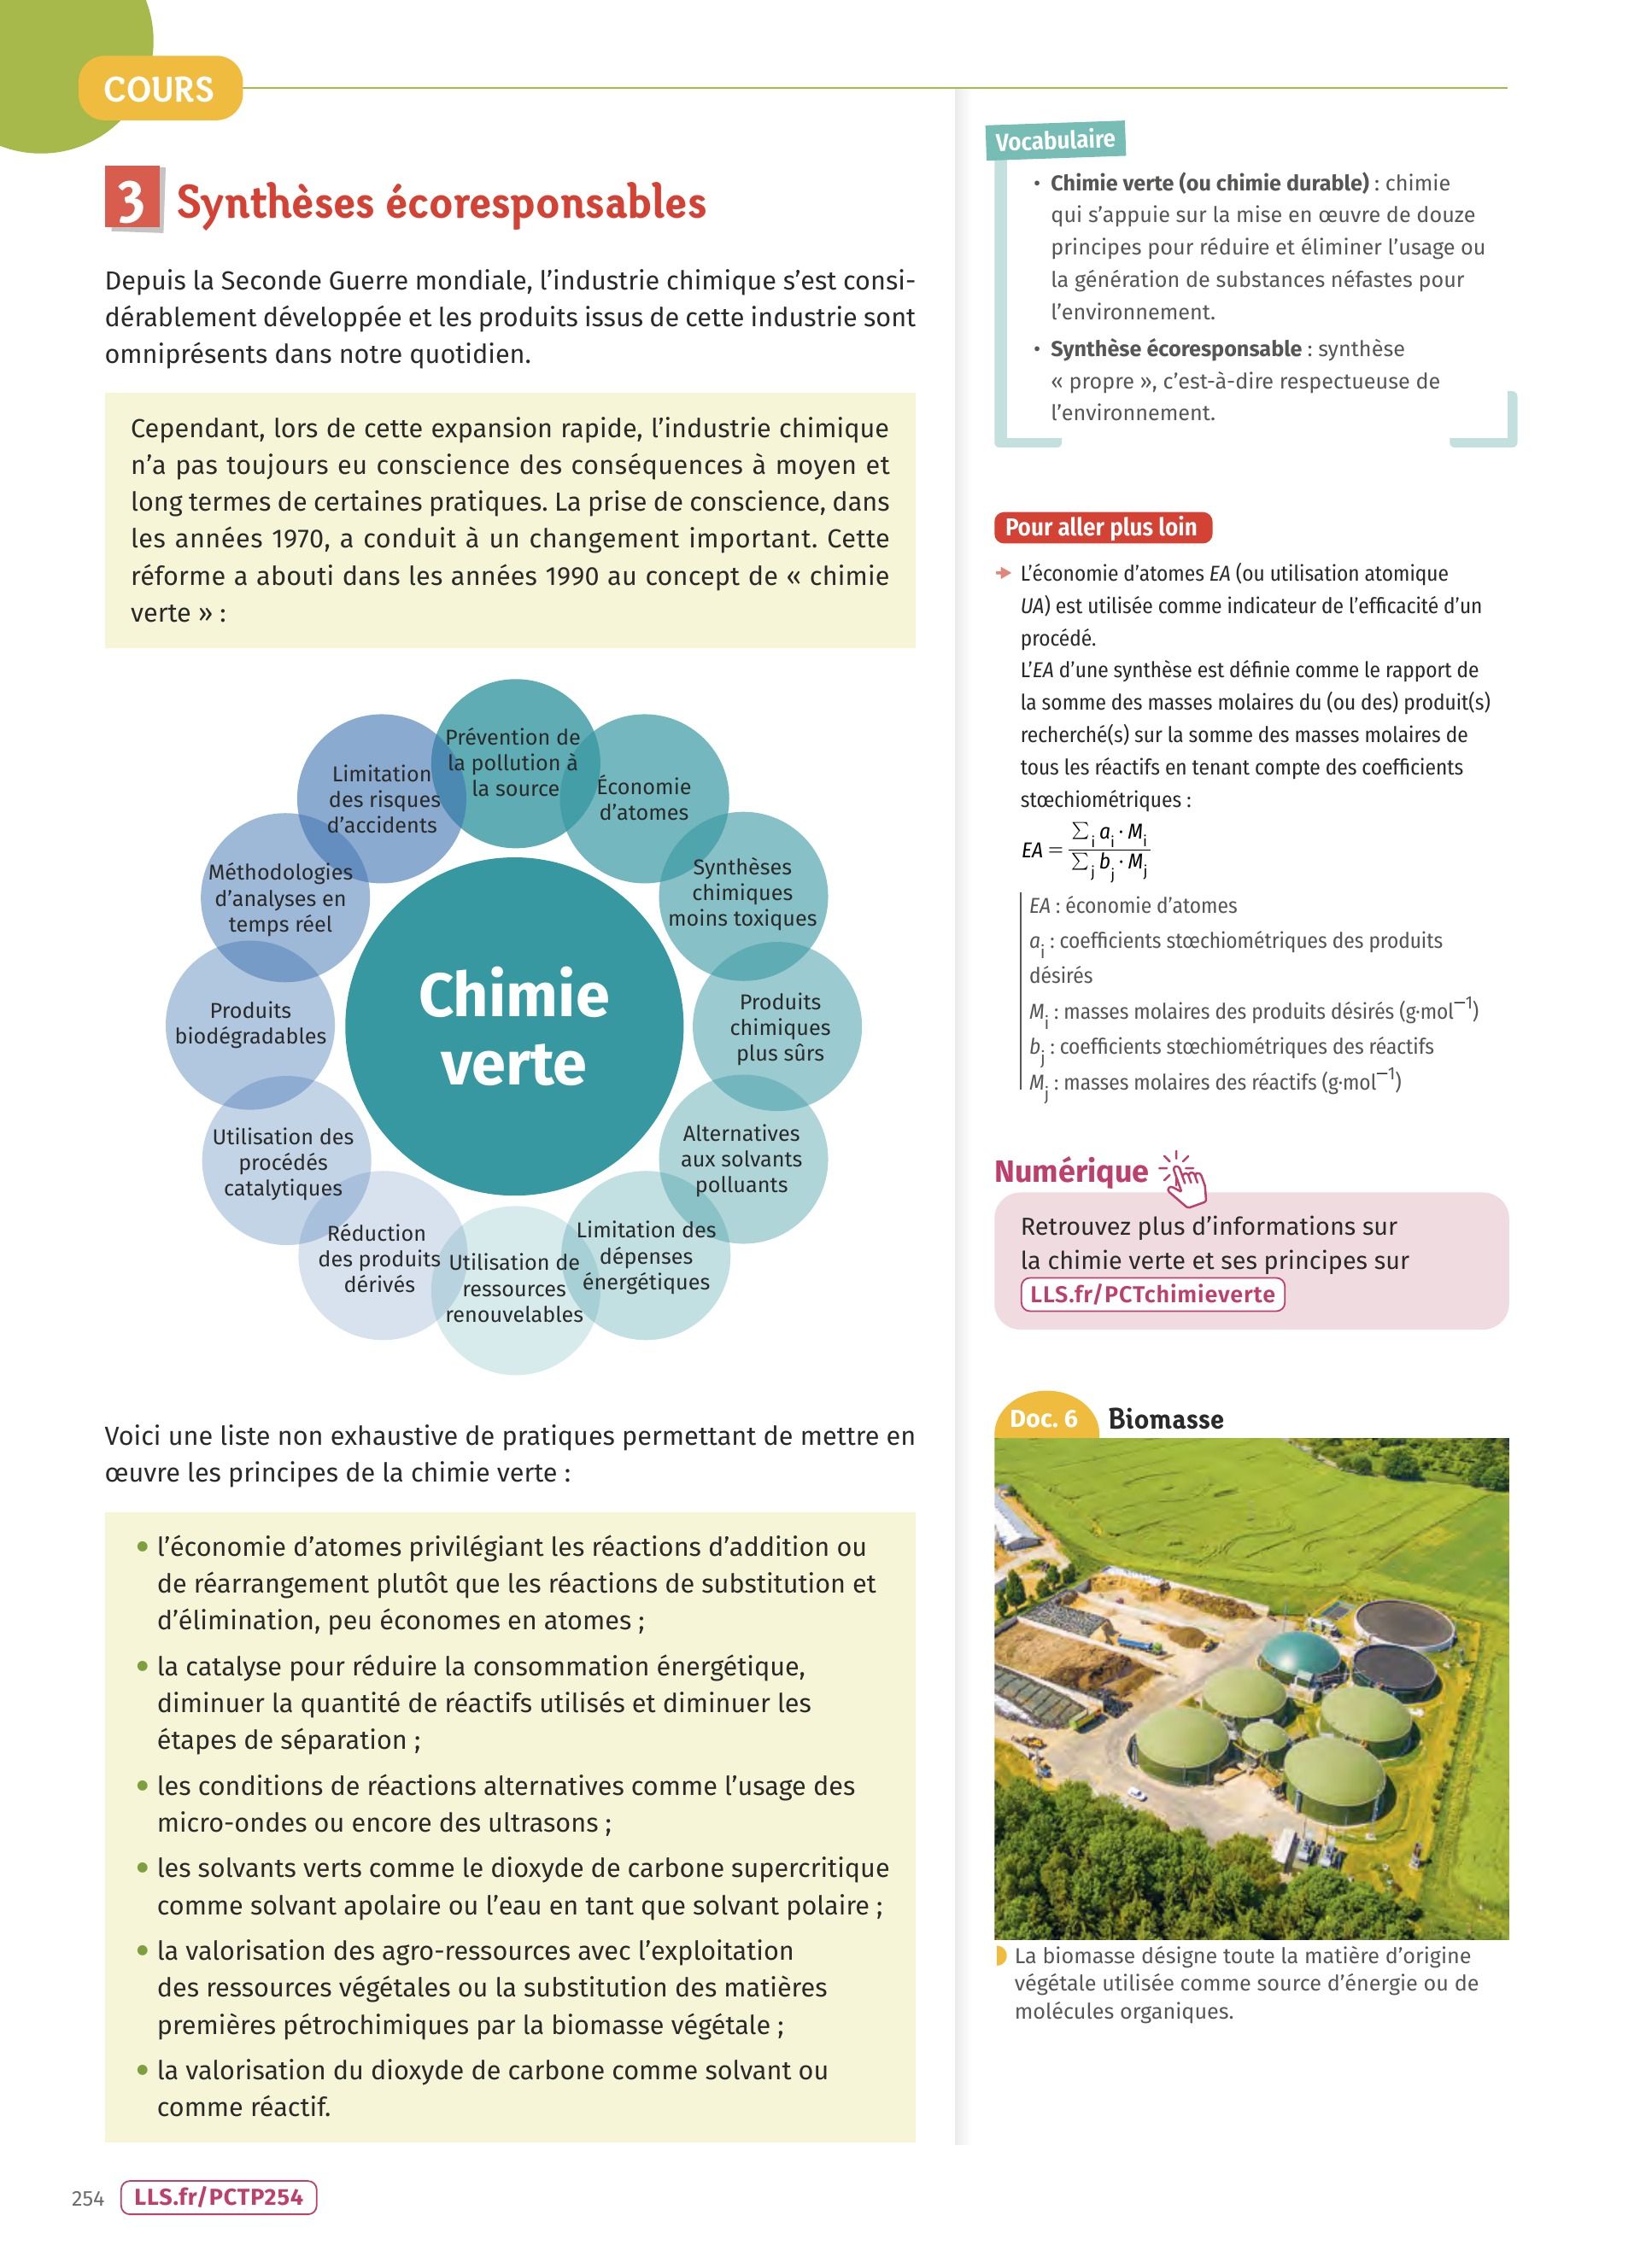 COURS
3 Synthèses écoresponsables
Depuis la Seconde Guerre mondiale, l'industrie chimique s'est consi-
dérablement développée et les produits issus de cette industrie sont
omniprésents dans notre quotidien.
Cependant, lors de cette expansion rapide, l'industrie chimique
n'a pas toujours eu conscience des conséquences à moyen et
long termes de certaines pratiques. La prise de conscience, dans
les années 1970, a conduit à un changement important. Cette
réforme a abouti dans les années 1990 au concept de « chimie
verte » :
Chimie
verte
Prévention de
la pollution à
la source
Économie
d'atomes
Synthèses
chimiques
moins toxiques
Produits
chimiques
plus sûrs
Alternatives
aux solvants
polluants
Limitation des
dépenses
énergétiques
Utilisation de
ressources
renouvelables
Réduction
des produits
dérivés
Utilisation des
procédés
catalytiques
Produits
biodégradables
Méthodologies
d'analyses en
temps réel
Limitation
des risques
d'accidents
Voici une liste non exhaustive de pratiques permettant de mettre en
œuvre les principes de la chimie verte :
• l'économie d'atomes privilégiant les réactions d'addition ou
de réarrangement plutôt que les réactions de substitution et
d'élimination, peu économes en atomes ;
• la catalyse pour réduire la consommation énergétique,
diminuer la quantité de réactifs utilisés et diminuer les
étapes de séparation ;
• les conditions de réactions alternatives comme l'usage des
micro-ondes ou encore des ultrasons ;
• les solvants verts comme le dioxyde de carbone supercritique
comme solvant apolaire ou l'eau en tant que solvant polaire ;
• la valorisation des agro-ressources avec l'exploitation
des ressources végétales ou la substitution des matières
premières pétrochimiques par la biomasse végétale ;
• la valorisation du dioxyde de carbone comme solvant ou
comme réactif.
Vocabulaire
• Chimie verte (ou chimie durable) : chimie
qui s'appuie sur la mise en œuvre de douze
principes pour réduire et éliminer l'usage ou
la génération de substances néfastes pour
l'environnement.
• Synthèse écoresponsable : synthèse
« propre », c'est-à-dire respectueuse de
l'environnement.
Pour aller plus loin
L'économie d'atomes EA (ou utilisation atomique
UA) est utilisée comme indicateur de l'efficacité d'un
procédé.
L'EA d'une synthèse est définie comme le rapport de
la somme des masses molaires du (ou des) produit(s)
recherché(s) sur la somme des masses molaires de
tous les réactifs en tenant compte des coefficients
stœchiométriques :
EA = ∑i ai · Mi / ∑j bj · Mj
EA : économie d'atomes
ai : coefficients stœchiométriques des produits
désirés
Mi : masses molaires des produits désirés (g·mol⁻¹)
bj : coefficients stœchiométriques des réactifs
Mj : masses molaires des réactifs (g·mol⁻¹)
Numérique
Retrouvez plus d'informations sur
la chimie verte et ses principes sur
LLS.fr/PCTchimieverte
Doc. 6 Biomasse
La biomasse désigne toute la matière d'origine
végétale utilisée comme source d'énergie ou de
molécules organiques.
254 LLS.fr/PCTP254